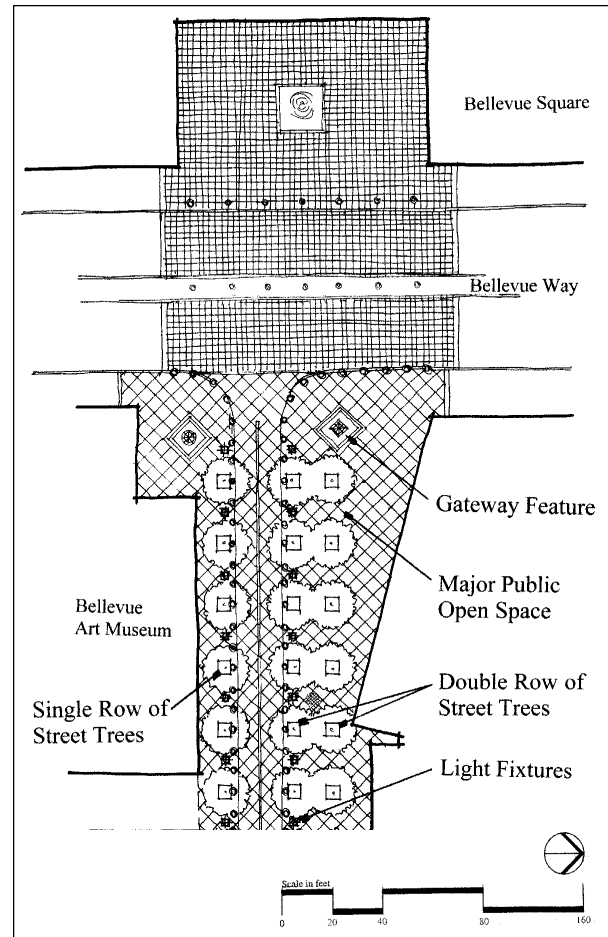 Bellevue Square
Bellevue Way
Gateway Feature
Major Public
Open Space
Bellevue
Art Museum
Single Row of
Street Trees
Double Row of
Street Trees
Light Fixtures
Scale in feet
0 20 40 80 160